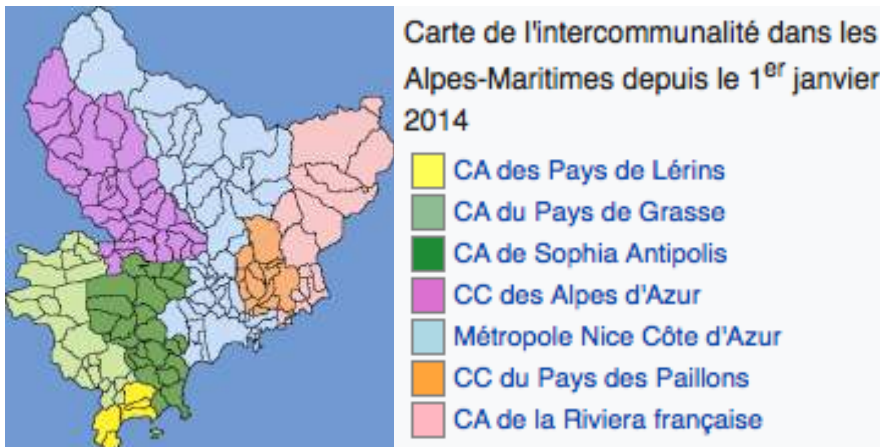 Carte de l'intercommunalité dans les
Alpes-Maritimes depuis le 1er janvier
2014
CA des Pays de Lérins
CA du Pays de Grasse
CA de Sophia Antipolis
CC des Alpes d'Azur
Métropole Nice Côte d'Azur
CC du Pays des Paillons
CA de la Riviera française